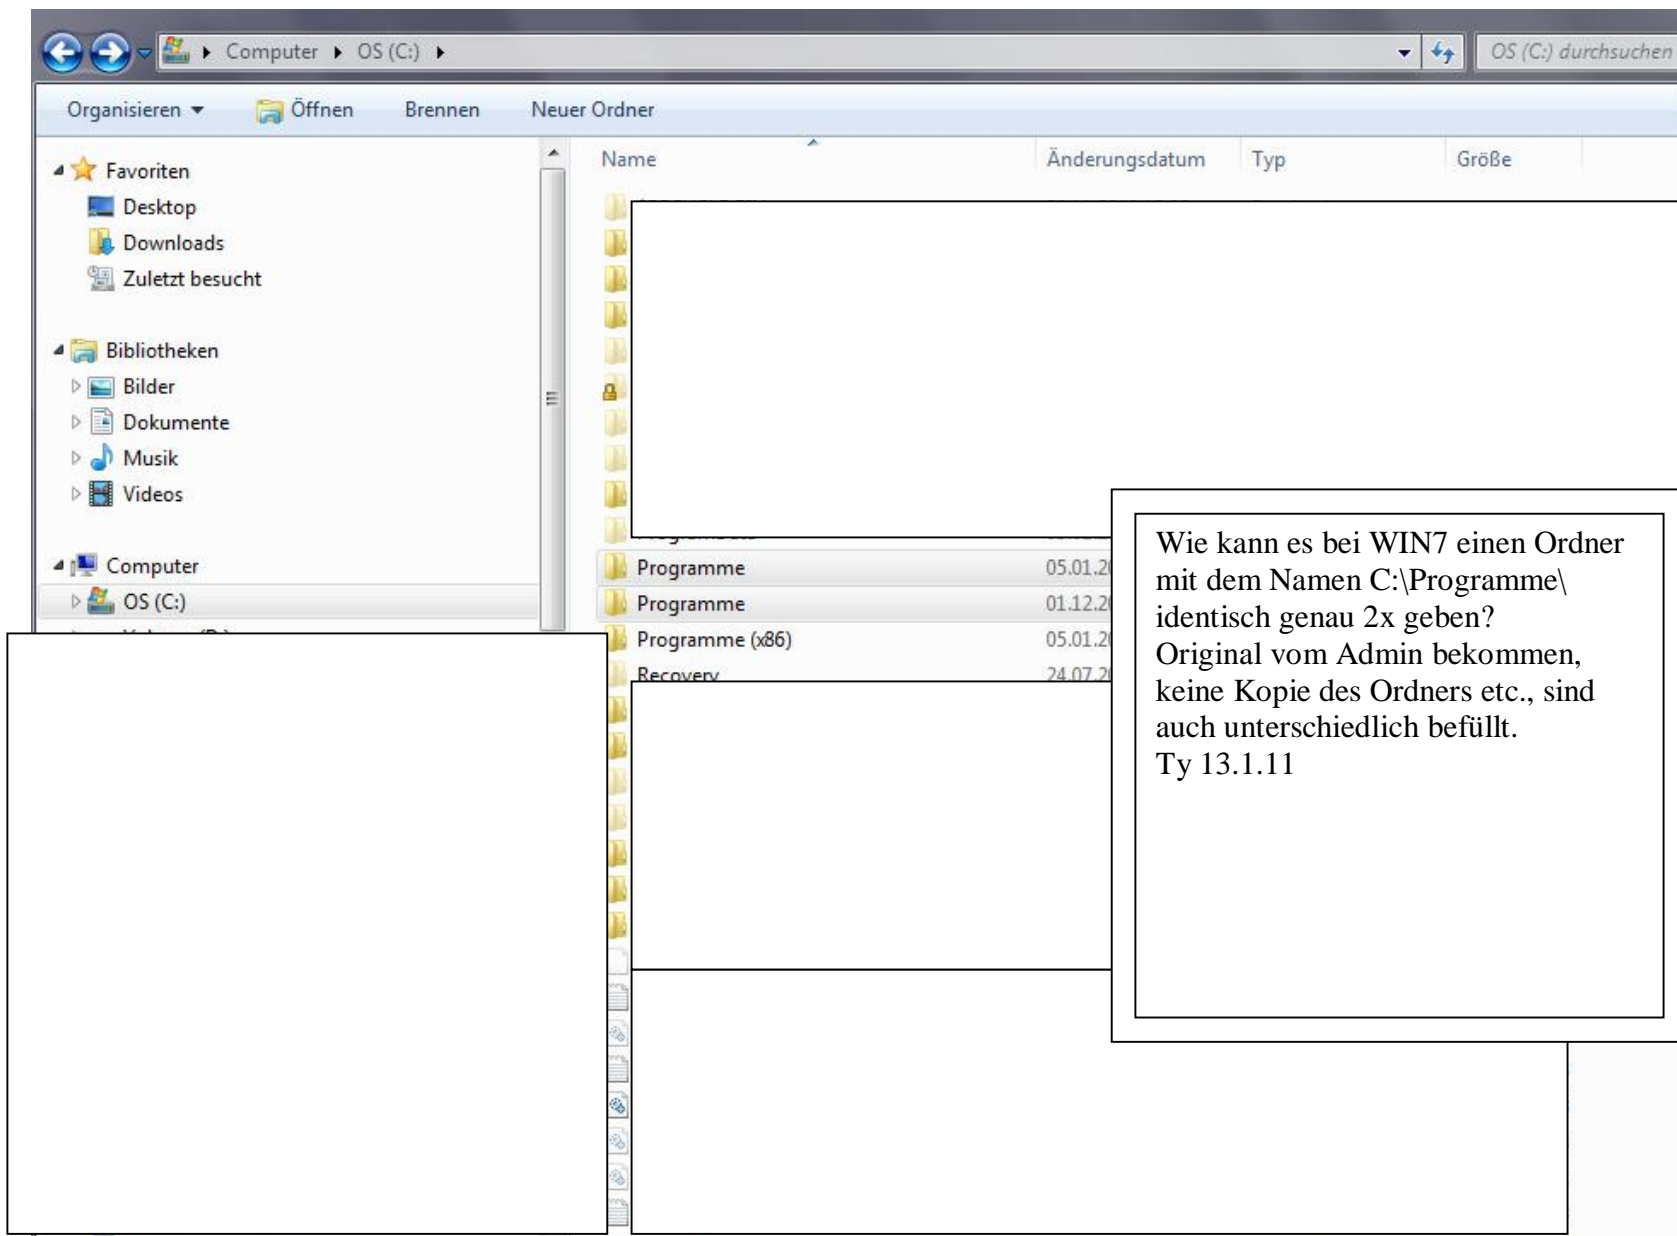 Computer OS (C:)
OS (C:) durchsuchen
Organisieren Öffnen Brennen Neuer Ordner
Name Änderungsdatum Typ Größe
Favoriten
Desktop
Downloads
Zuletzt besucht
Bibliotheken
Bilder
Dokumente
Musik
Videos
Computer
OS (C:)
Programme 05.01.2
Programme 01.12.2
Programme (x86) 05.01.2
Recovery 24.07.2
Wie kann es bei WIN7 einen Ordner
mit dem Namen C:\Programme\
identisch genau 2x geben?
Original vom Admin bekommen,
keine Kopie des Ordners etc., sind
auch unterschiedlich befüllt.
Ty 13.1.11